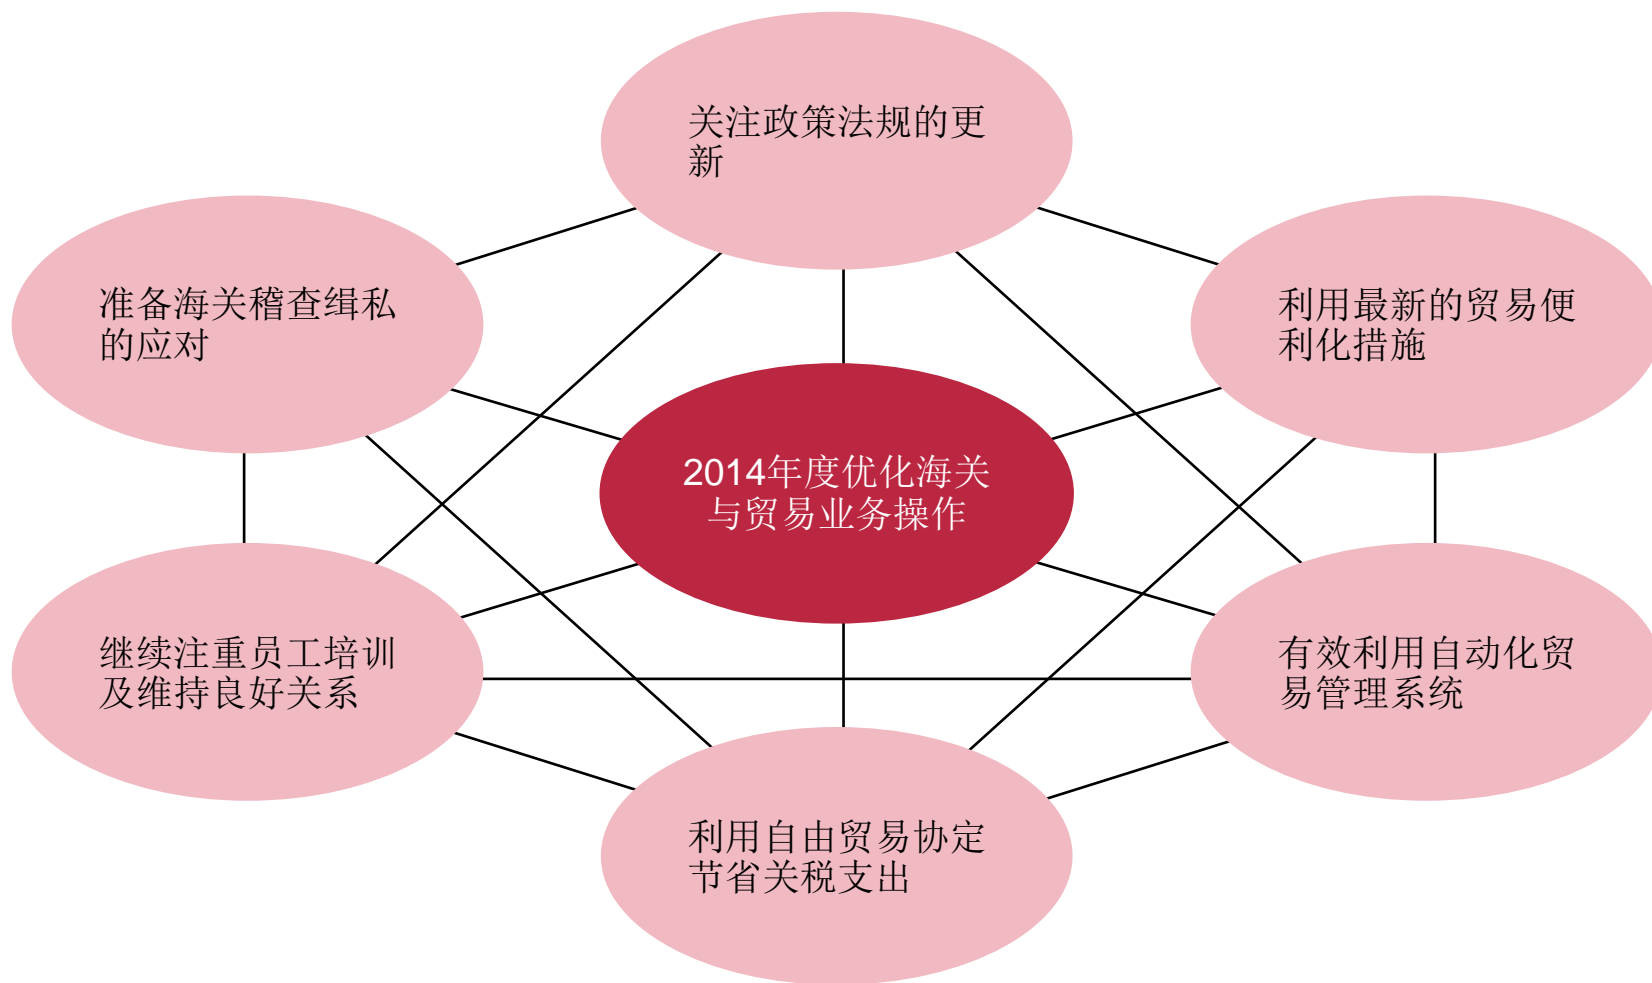 关注政策法规的更
新
准备海关稽查缉私
的应对
利用最新的贸易便
利化措施
2014年度优化海关
与贸易业务操作
继续注重员工培训
及维持良好关系
有效利用自动化贸
易管理系统
利用自由贸易协定
节省关税支出